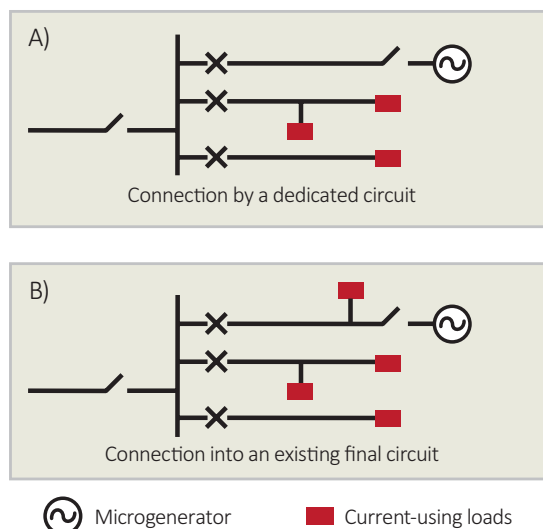 A)
Connection by a dedicated circuit
B)
Connection into an existing final circuit
Microgenerator
Current-using loads